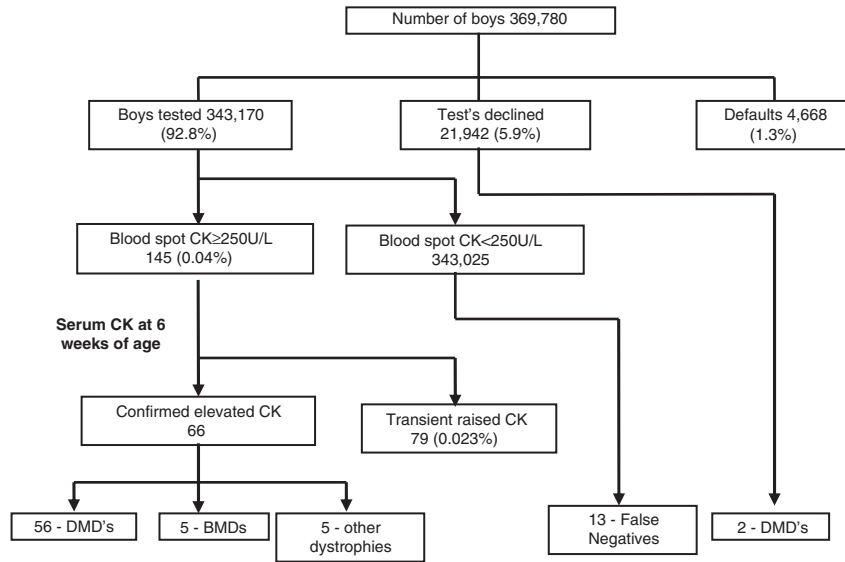 Number of boys 369,780
Boys tested 343,170
(92.8%)
Test's declined
21,942 (5.9%)
Defaults 4,668
(1.3%)
Blood spot CK≥250U/L
145 (0.04%)
Blood spot CK<250U/L
343,025
Serum CK at 6
weeks of age
Confirmed elevated CK
66
Transient raised CK
79 (0.023%)
56 - DMD's
5 - BMDs
5 - other
dystrophies
13 - False
Negatives
2 - DMD's